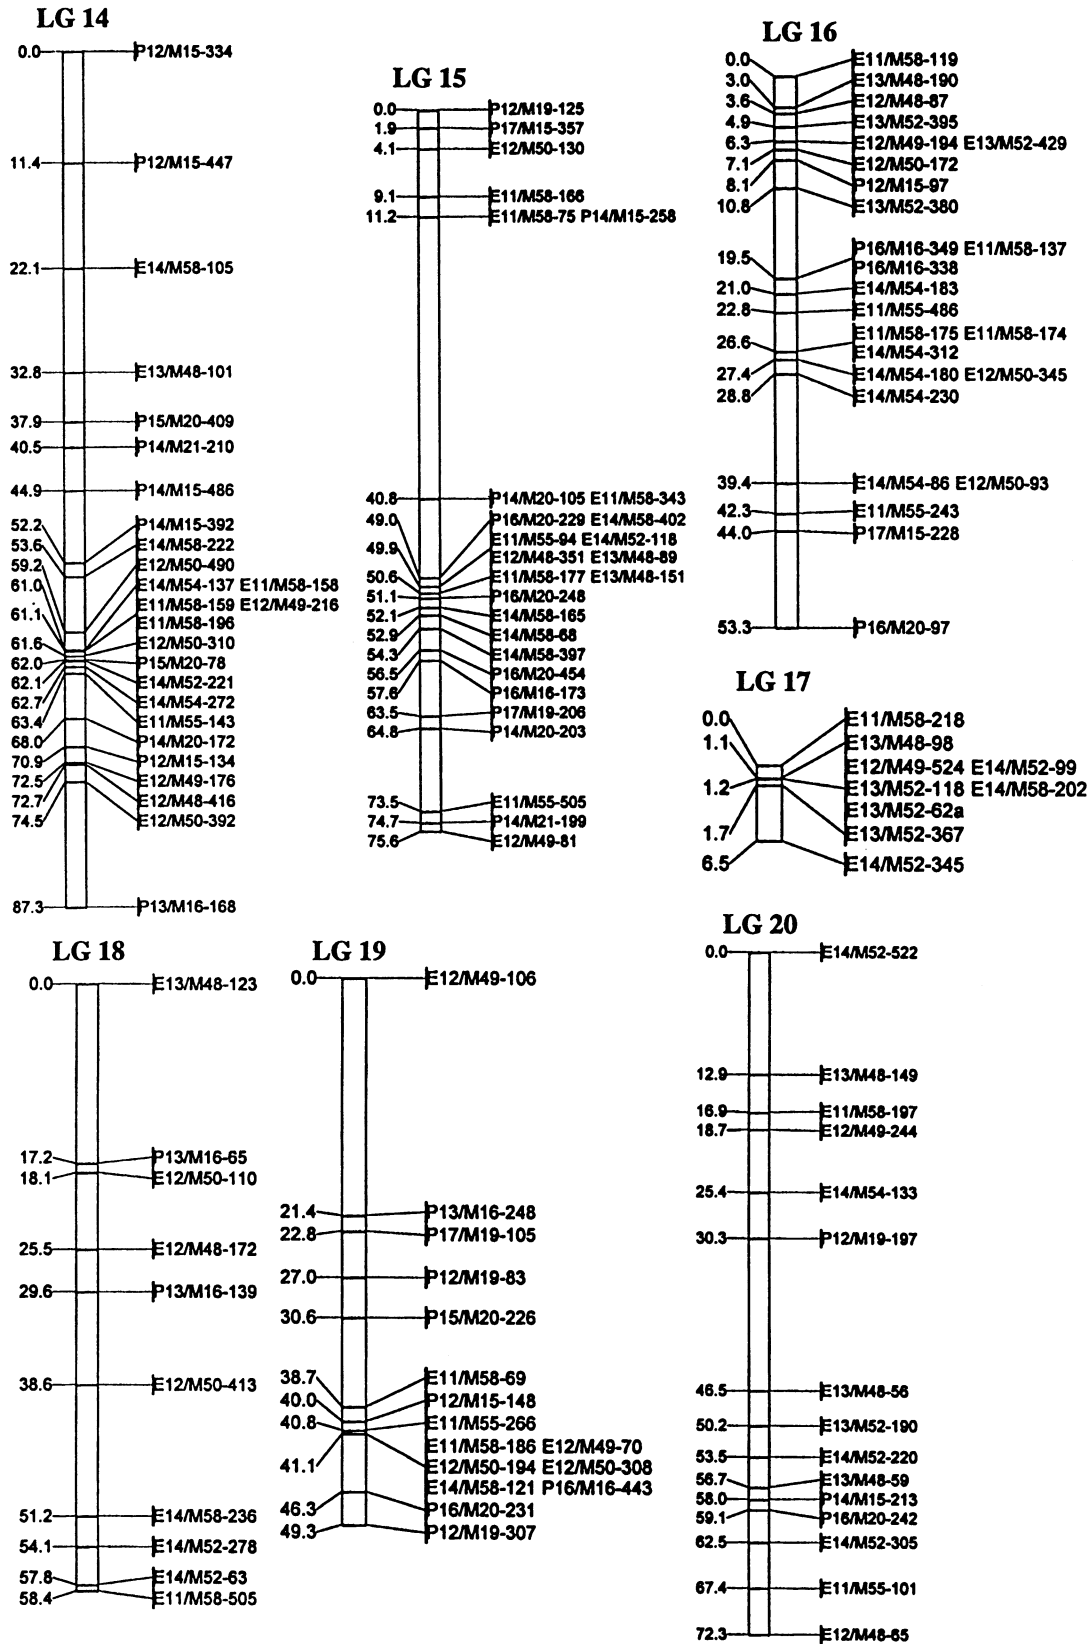 LG 14
0.0 P12/M15-334
11.4 P12/M15-447
22.1 E14/M58-105
32.8 E13/M48-101
37.9 P15/M20-409
40.5 P14/M21-210
44.9 P14/M15-486
52.2 P14/M15-392
53.6 E14/M58-222
59.2 E12/M50-490
61.0 E14/M54-137 E11/M58-158
61.1 E11/M58-159 E12/M49-216
E11/M58-196
61.6 E12/M50-310
62.0 P15/M20-78
62.1 E14/M52-221
62.7 E14/M54-272
63.4 E11/M55-143
68.0 P14/M20-172
70.9 P12/M15-134
72.5 E12/M49-176
72.7 E12/M48-416
74.5 E12/M50-392
87.3 P13/M16-168
LG 15
0.0 P12/M19-125
1.9 P17/M15-357
4.1 E12/M50-130
9.1 E11/M58-166
11.2 E11/M58-75 P14/M15-258
40.8 P14/M20-105 E11/M58-343
49.0 P16/M20-229 E14/M58-402
E11/M55-94 E14/M52-118
49.9 E12/M48-351 E13/M48-89
50.6 E11/M58-177 E13/M48-151
51.1 P16/M20-248
52.1 E14/M58-165
52.9 E14/M58-68
54.3 E14/M58-397
56.5 P16/M20-454
57.6 P16/M16-173
63.5 P17/M19-206
64.8 P14/M20-203
73.5 E11/M55-505
74.7 P14/M21-199
75.6 E12/M49-81
LG 16
0.0 E11/M58-119
3.0 E13/M48-190
3.6 E12/M48-87
4.9 E13/M52-395
6.3 E12/M49-194 E13/M52-429
7.1 E12/M50-172
8.1 P12/M15-97
10.8 E13/M52-380
19.5 P16/M16-349 E11/M58-137
P16/M16-338
21.0 E14/M54-183
22.8 E11/M55-486
26.6 E11/M58-175 E11/M58-174
E14/M54-312
27.4 E14/M54-180 E12/M50-345
28.8 E14/M54-230
39.4 E14/M54-86 E12/M50-93
42.3 E11/M55-243
44.0 P17/M15-228
53.3 P16/M20-97
LG 17
0.0 E11/M58-218
1.1 E13/M48-98
E12/M49-524 E14/M52-99
1.2 E13/M52-118 E14/M58-202
E13/M52-62a
1.7 E13/M52-367
6.5 E14/M52-345
LG 18
0.0 E13/M48-123
17.2 P13/M16-65
18.1 E12/M50-110
25.5 E12/M48-172
29.6 P13/M16-139
38.6 E12/M50-413
51.2 E14/M58-236
54.1 E14/M52-278
57.8 E14/M52-63
58.4 E11/M58-505
LG 19
0.0 E12/M49-106
21.4 P13/M16-248
22.8 P17/M19-105
27.0 P12/M19-83
30.6 P15/M20-226
38.7 E11/M58-69
40.0 P12/M15-148
40.8 E11/M55-266
E11/M58-186 E12/M49-70
41.1 E12/M50-194 E12/M50-308
E14/M58-121 P16/M16-443
46.3 P16/M20-231
49.3 P12/M19-307
LG 20
0.0 E14/M52-522
12.9 E13/M48-149
16.9 E11/M58-197
18.7 E12/M49-244
25.4 E14/M54-133
30.3 P12/M19-197
46.5 E13/M48-56
50.2 E13/M52-190
53.5 E14/M52-220
56.7 E13/M48-59
58.0 P14/M15-213
59.1 P16/M20-242
62.5 E14/M52-305
67.4 E11/M55-101
72.3 E12/M48-65